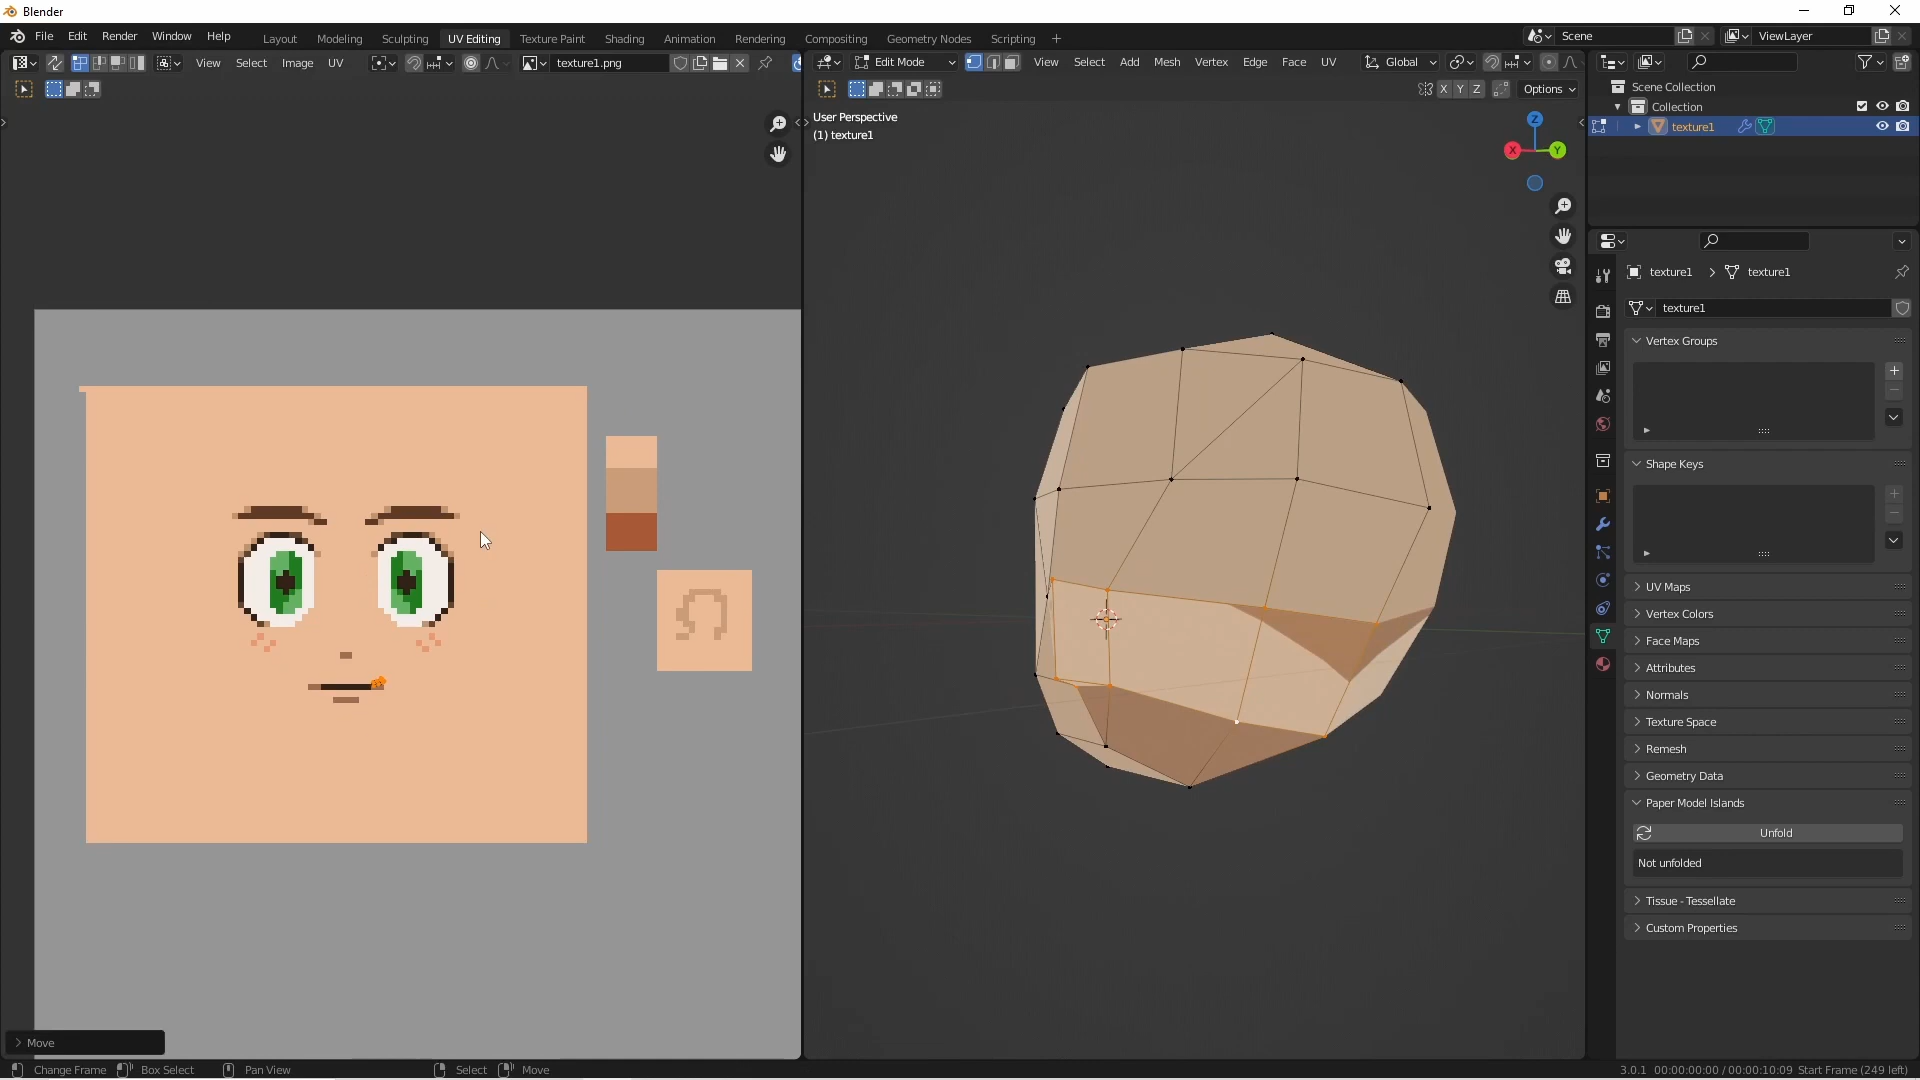 Blender
File Edit Render Window Help
Layout Modeling Sculpting UV Editing Texture Paint Shading Animation Rendering Compositing Geometry Nodes Scripting +
Scene ViewLayer
View Select Image UV texture1.png
Edit Mode View Select Add Mesh Vertex Edge Face UV Global
X Y Z Options
User Perspective
(1) texture1
Z
X
Y
Scene Collection
Collection
texture1
texture1 > texture1
texture1
Vertex Groups
Shape Keys
UV Maps
Vertex Colors
Face Maps
Attributes
Normals
Texture Space
Remesh
Geometry Data
Paper Model Islands
Unfold
Not unfolded
Tissue - Tessellate
Custom Properties
> Move
Change Frame Box Select Pan View Select Move
3.0.1 00:00:00:00 / 00:00:10:09 Start Frame (249 left)